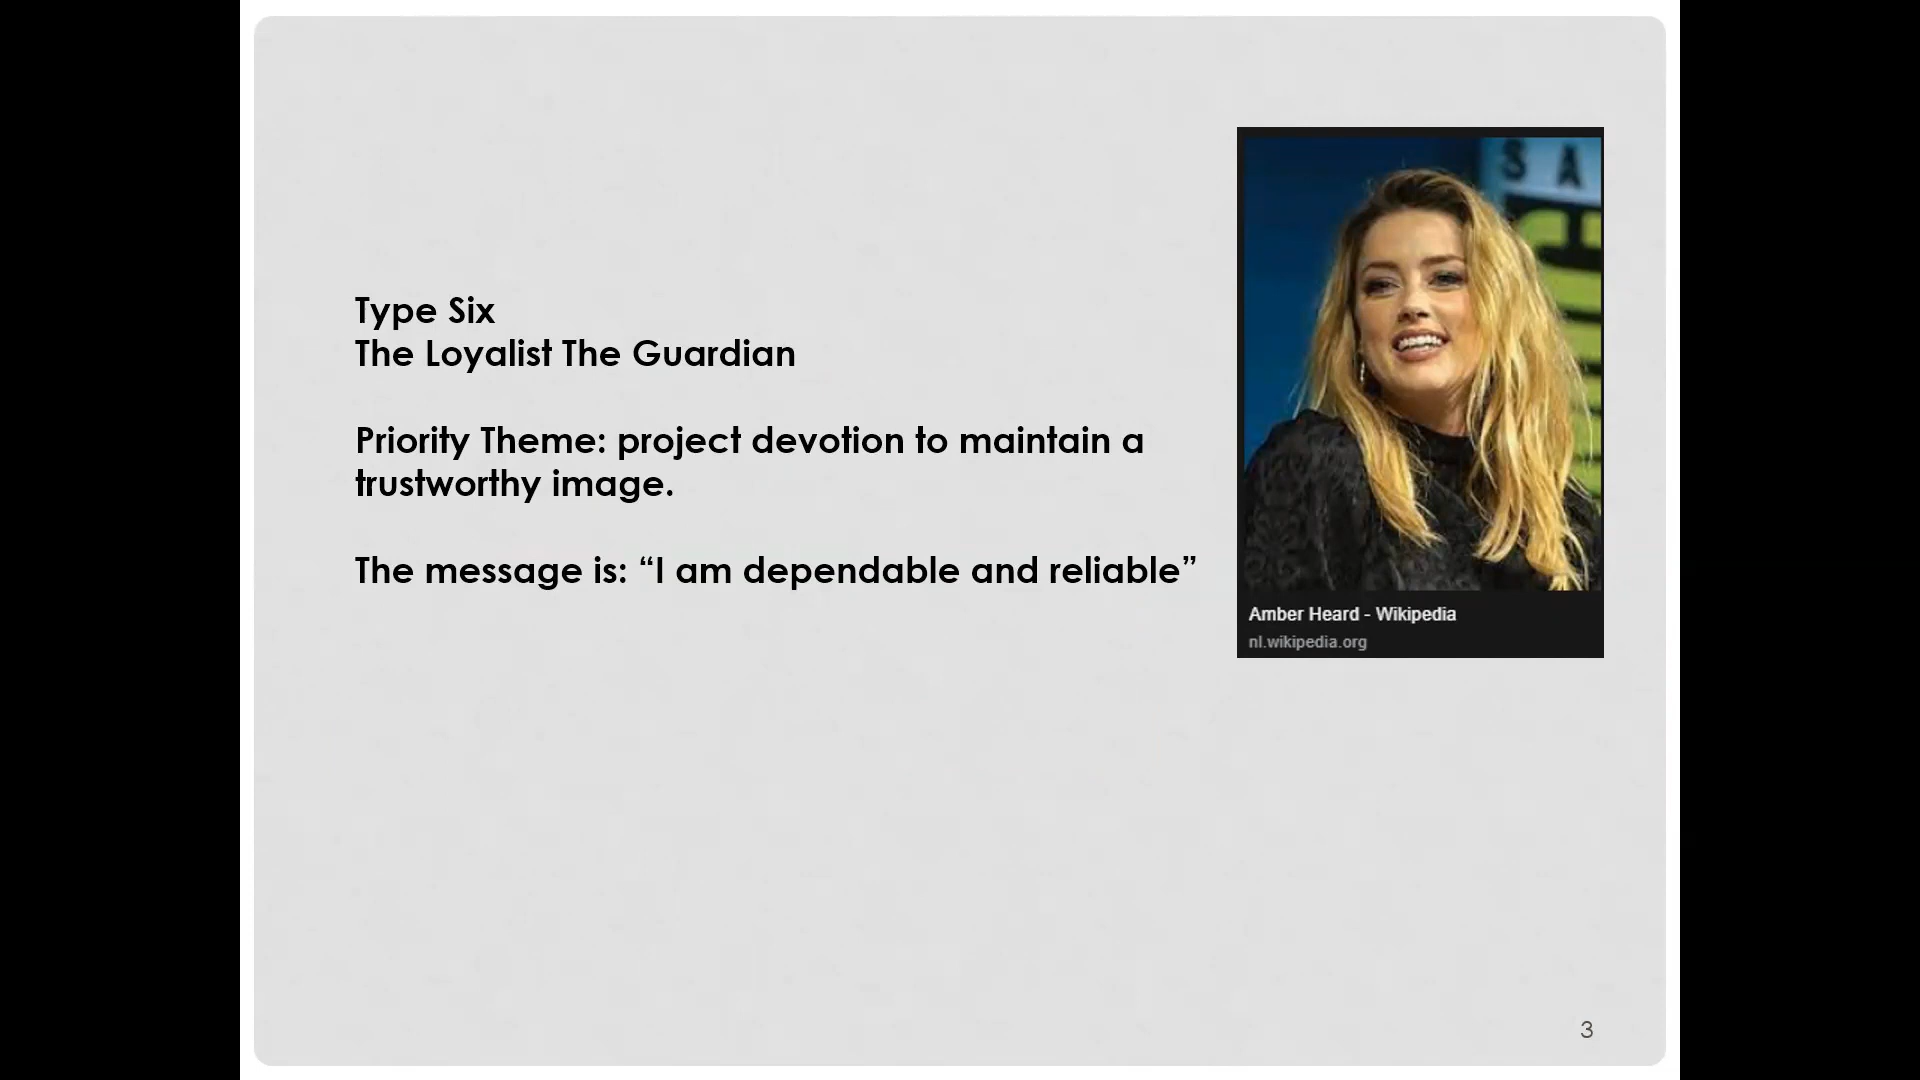 Type Six
The Loyalist The Guardian
Priority Theme: project devotion to maintain a
trustworthy image.
The message is: “I am dependable and reliable”
S A
Amber Heard - Wikipedia
nl.wikipedia.org
3